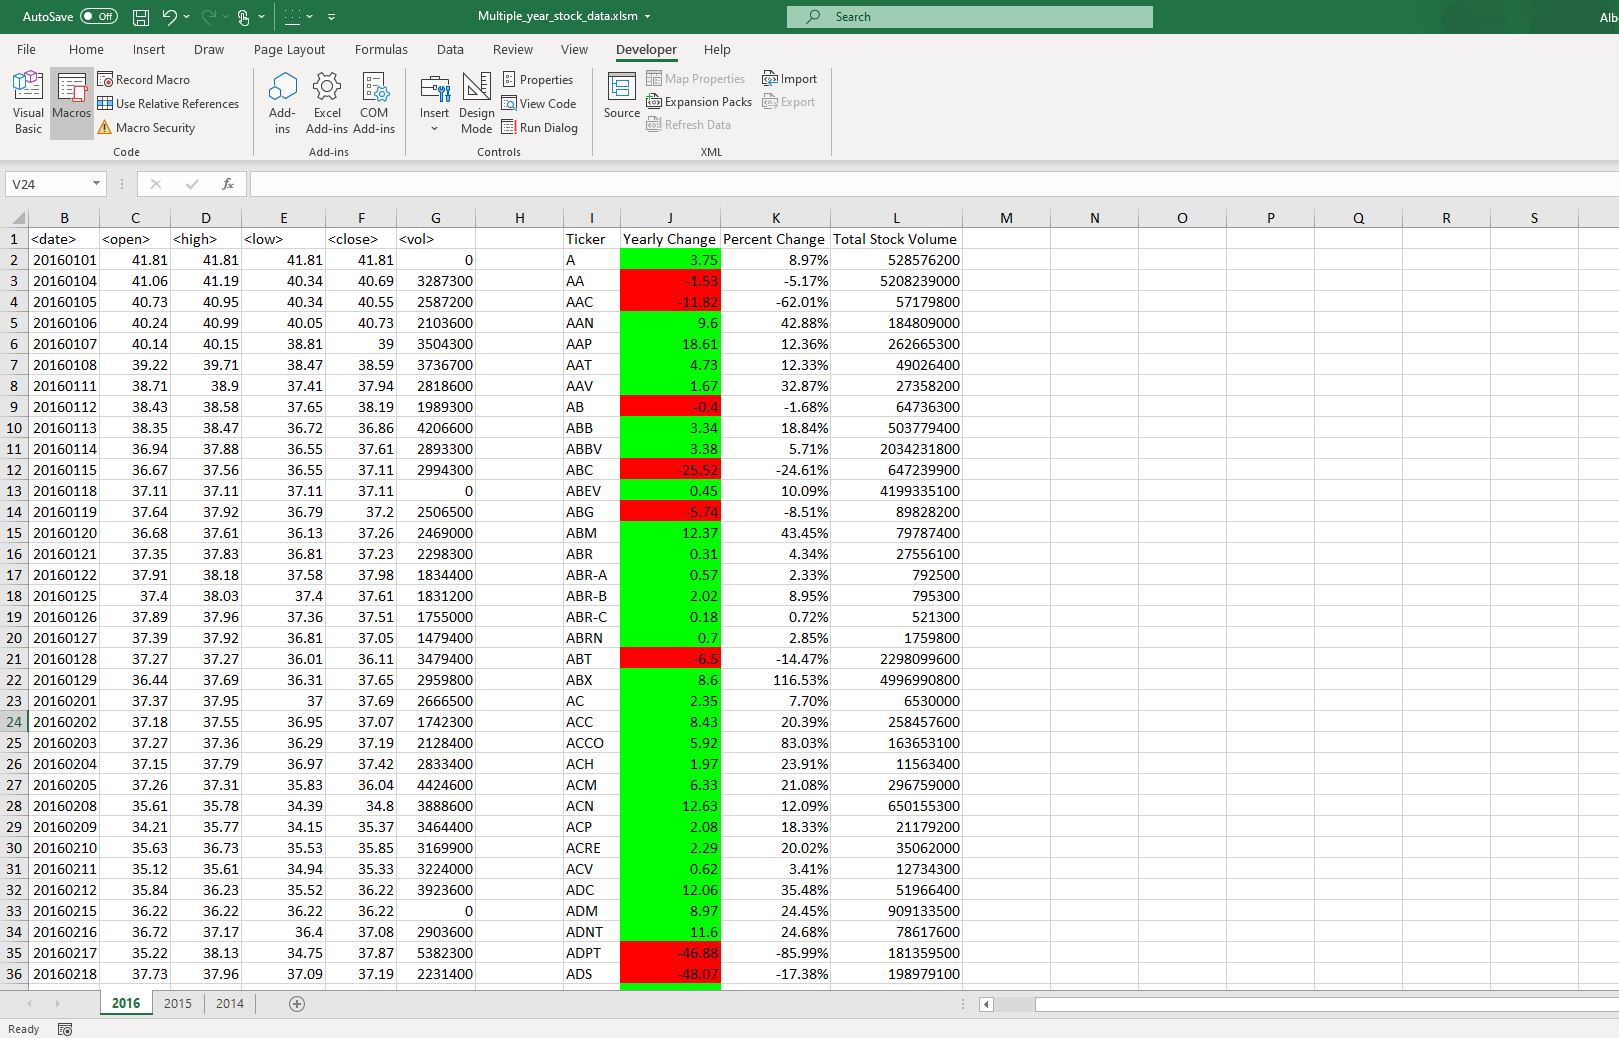 AutoSave Off Multiple_year_stock_data.xlsm Search Alb
File Home Insert Draw Page Layout Formulas Data Review View Developer Help
Visual Basic Macros Record Macro Use Relative References Macro Security Code
Add-ins Excel Add-ins COM Add-ins Add-ins
Insert Design Mode Properties View Code Run Dialog Controls
Source Map Properties Expansion Packs Refresh Data Import Export XML
V24 fx
B C D E F G H I J K L M N O P Q R S
1 <date> <open> <high> <low> <close> <vol> Ticker Yearly Change Percent Change Total Stock Volume
2 20160101 41.81 41.81 41.81 41.81 0 A 3.75 8.97% 528576200
3 20160104 41.06 41.19 40.34 40.69 3287300 AA -1.53 -5.17% 5208239000
4 20160105 40.73 40.95 40.34 40.55 2587200 AAC -11.82 -62.01% 57179800
5 20160106 40.24 40.99 40.05 40.73 2103600 AAN 9.6 42.88% 184809000
6 20160107 40.14 40.15 38.81 39 3504300 AAP 18.61 12.36% 262665300
7 20160108 39.22 39.71 38.47 38.59 3736700 AAT 4.73 12.33% 49026400
8 20160111 38.71 38.9 37.41 37.94 2818600 AAV 1.67 32.87% 27358200
9 20160112 38.43 38.58 37.65 38.19 1989300 AB -0.4 -1.68% 64736300
10 20160113 38.35 38.47 36.72 36.86 4206600 ABB 3.34 18.84% 503779400
11 20160114 36.94 37.88 36.55 37.61 2893300 ABBV 3.38 5.71% 2034231800
12 20160115 36.67 37.56 36.55 37.11 2994300 ABC -25.52 -24.61% 647239900
13 20160118 37.11 37.11 37.11 37.11 0 ABEV 0.45 10.09% 4199335100
14 20160119 37.64 37.92 36.79 37.2 2506500 ABG -5.74 -8.51% 89828200
15 20160120 36.68 37.61 36.13 37.26 2469000 ABM 12.37 43.45% 79787400
16 20160121 37.35 37.83 36.81 37.23 2298300 ABR 0.31 4.34% 27556100
17 20160122 37.91 38.18 37.58 37.98 1834400 ABR-A 0.57 2.33% 792500
18 20160125 37.4 38.03 37.4 37.61 1831200 ABR-B 2.02 8.95% 795300
19 20160126 37.89 37.96 37.36 37.51 1755000 ABR-C 0.18 0.72% 521300
20 20160127 37.39 37.92 36.81 37.05 1479400 ABRN 0.7 2.85% 1759800
21 20160128 37.27 37.27 36.01 36.11 3479400 ABT -6.5 -14.47% 2298099600
22 20160129 36.44 37.69 36.31 37.65 2959800 ABX 8.6 116.53% 4996990800
23 20160201 37.37 37.95 37 37.69 2666500 AC 2.35 7.70% 6530000
24 20160202 37.18 37.55 36.95 37.07 1742300 ACC 8.43 20.39% 258457600
25 20160203 37.27 37.36 36.29 37.19 2128400 ACCO 5.92 83.03% 163653100
26 20160204 37.15 37.79 36.97 37.42 2833400 ACH 1.97 23.91% 11563400
27 20160205 37.26 37.31 35.83 36.04 4424600 ACM 6.33 21.08% 296759000
28 20160208 35.61 35.78 34.39 34.8 3888600 ACN 12.63 12.09% 650155300
29 20160209 34.21 35.77 34.15 35.37 3464400 ACP 2.08 18.33% 21179200
30 20160210 35.63 36.73 35.53 35.85 3169900 ACRE 2.29 20.02% 35062000
31 20160211 35.12 35.61 34.94 35.33 3224000 ACV 0.62 3.41% 12734300
32 20160212 35.84 36.23 35.52 36.22 3923600 ADC 12.06 35.48% 51966400
33 20160215 36.22 36.22 36.22 36.22 0 ADM 8.97 24.45% 909133500
34 20160216 36.72 37.17 36.4 37.08 2903600 ADNT 11.6 24.68% 78617600
35 20160217 35.22 38.13 34.75 37.87 5382300 ADPT -46.88 -85.99% 181359500
36 20160218 37.73 37.96 37.09 37.19 2231400 ADS -48.07 -17.38% 198979100
2016 2015 2014
Ready